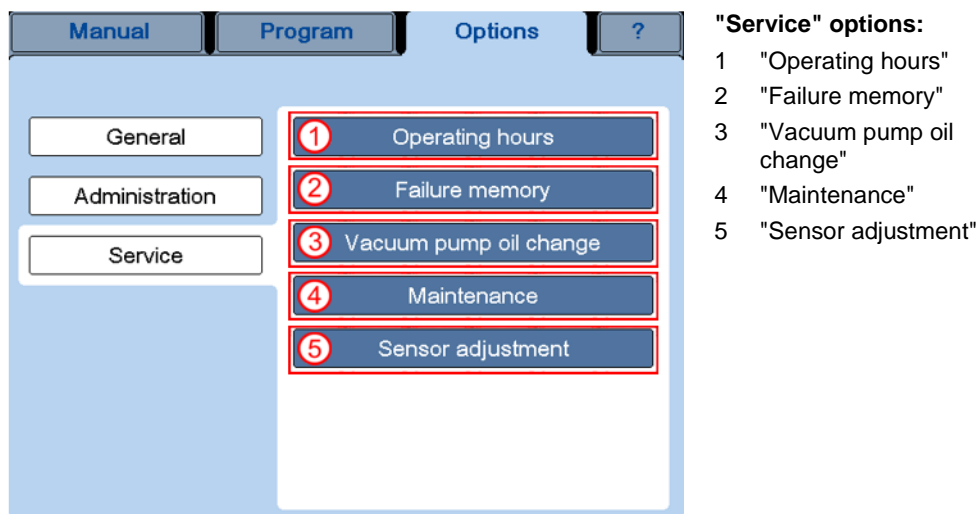 Manual
Program
Options
?
General
Administration
Service
1 Operating hours
2 Failure memory
3 Vacuum pump oil change
4 Maintenance
5 Sensor adjustment
"Service" options:
1 "Operating hours"
2 "Failure memory"
3 "Vacuum pump oil
change"
4 "Maintenance"
5 "Sensor adjustment"